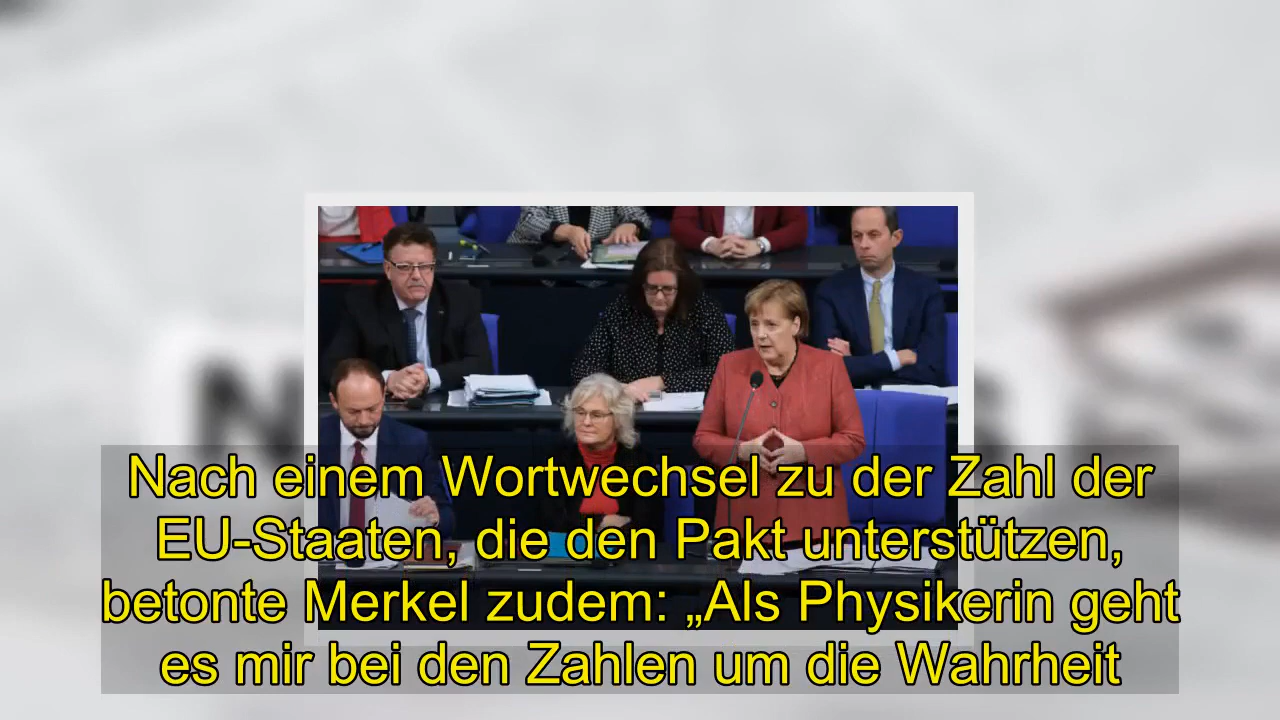 Nach einem Wortwechsel zu der Zahl der
EU-Staaten, die den Pakt unterstützen,
betonte Merkel zudem: „Als Physikerin geht
es mir bei den Zahlen um die Wahrheit